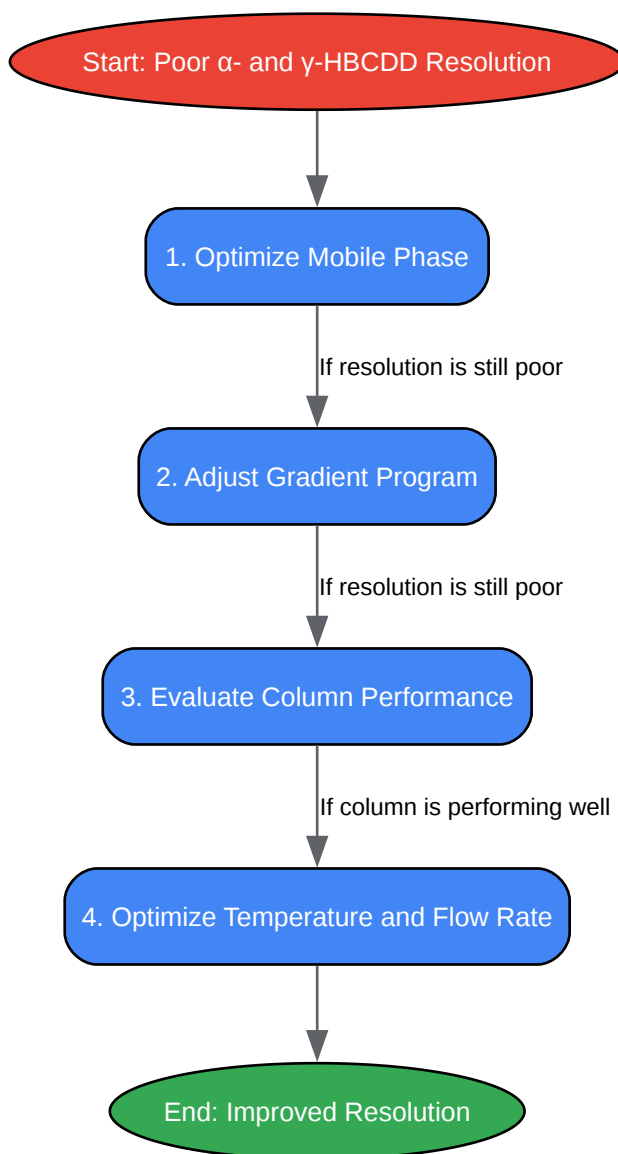 Start: Poor α- and γ-HBCDD Resolution
1. Optimize Mobile Phase
If resolution is still poor
2. Adjust Gradient Program
If resolution is still poor
3. Evaluate Column Performance
If column is performing well
4. Optimize Temperature and Flow Rate
End: Improved Resolution